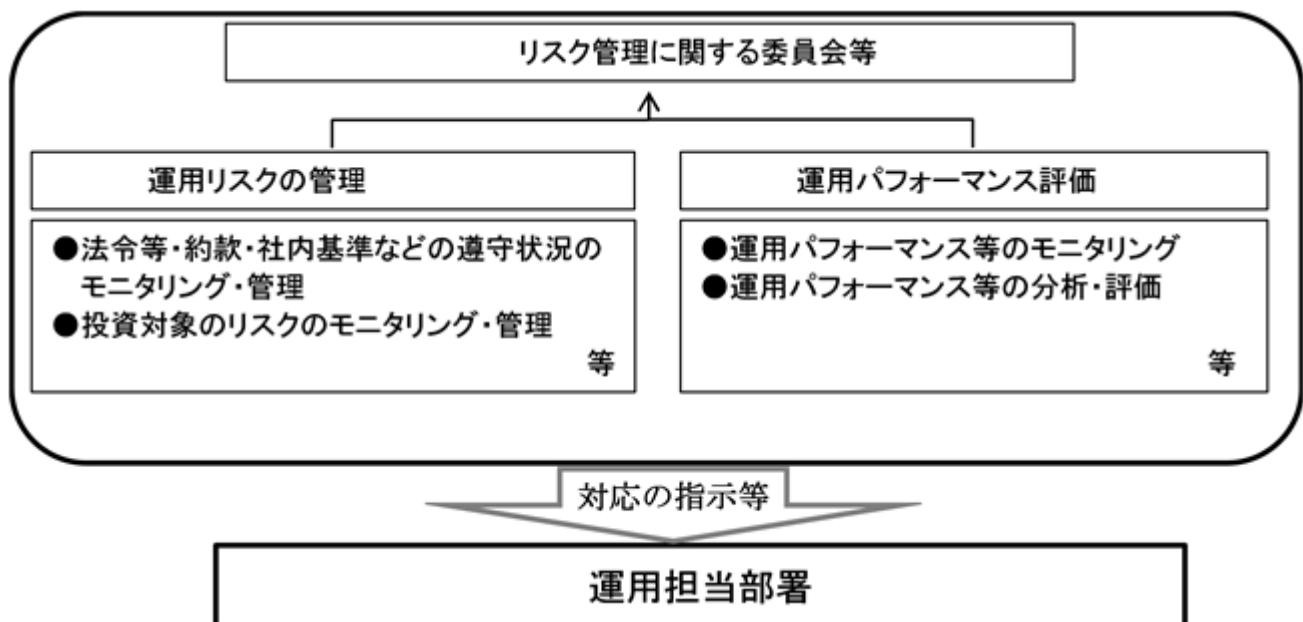 リスク管理に関する委員会等
運用リスクの管理
●法令等・約款・社内基準などの遵守状況の
モニタリング・管理
●投資対象のリスクのモニタリング・管理
等
運用パフォーマンス評価
●運用パフォーマンス等のモニタリング
●運用パフォーマンス等の分析・評価
等
対応の指示等
運用担当部署